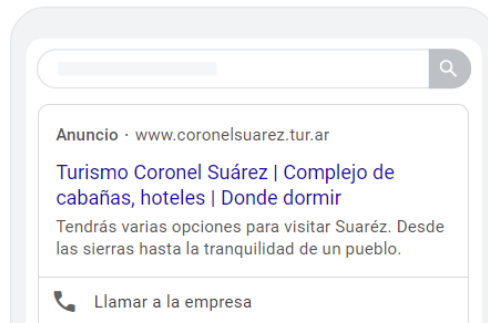 Anuncio · www.coronelsuarez.tur.ar
Turismo Coronel Suárez | Complejo de
cabañas, hoteles | Donde dormir
Tendrás varias opciones para visitar Suaréz. Desde
las sierras hasta la tranquilidad de un pueblo.
Llamar a la empresa